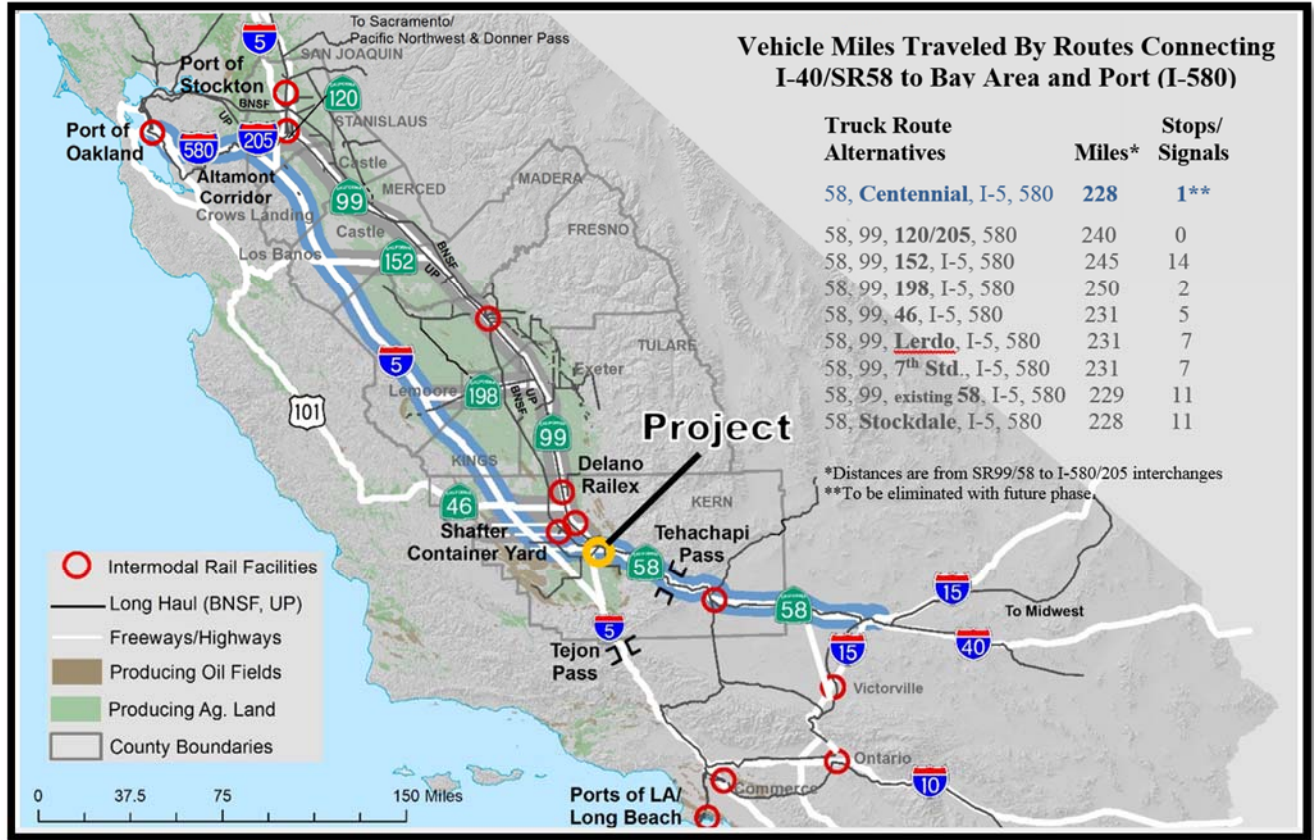 Vehicle Miles Traveled By Routes Connecting
I-40/SR58 to Bay Area and Port (I-580)
Truck Route
Alternatives
Miles*
Stops/
Signals
58, Centennial, I-5, 580 228 1**
58, 99, 120/205, 580 240 0
58, 99, 152, I-5, 580 245 14
58, 99, 198, I-5, 580 250 2
58, 99, 46, I-5, 580 231 5
58, 99, Lerdo, I-5, 580 231 7
58, 99, 7th Std., I-5, 580 231 7
58, 99, existing 58, I-5, 580 229 11
58, Stockdale, I-5, 580 228 11
*Distances are from SR99/58 to I-580/205 interchanges
**To be eliminated with future phase.
To Sacramento/
Pacific Northwest & Donner Pass
5
SAN JOAQUIN
Port of
Stockton
BNSF
UP
CALIFORNIA
120
STANISLAUS
Port of
Oakland
580
205
Altamont
Corridor
Castle
MERCED
MADERA
99
Crows Landing
Castle
FRESNO
Los Banos
152
BNSF
UP
TULARE
5
Exeter
Lemoore
198
UP
BNSF
101
99
Project
KINGS
Delano
Railex
KERN
46
Shafter
Container Yard
Tehachapi
Pass
58
58
15
To Midwest
40
5
Tejon
Pass
15
Victorville
Ontario
Commerce
10
Ports of LA/
Long Beach
Intermodal Rail Facilities
Long Haul (BNSF, UP)
Freeways/Highways
Producing Oil Fields
Producing Ag. Land
County Boundaries
0 37.5 75 150 Miles